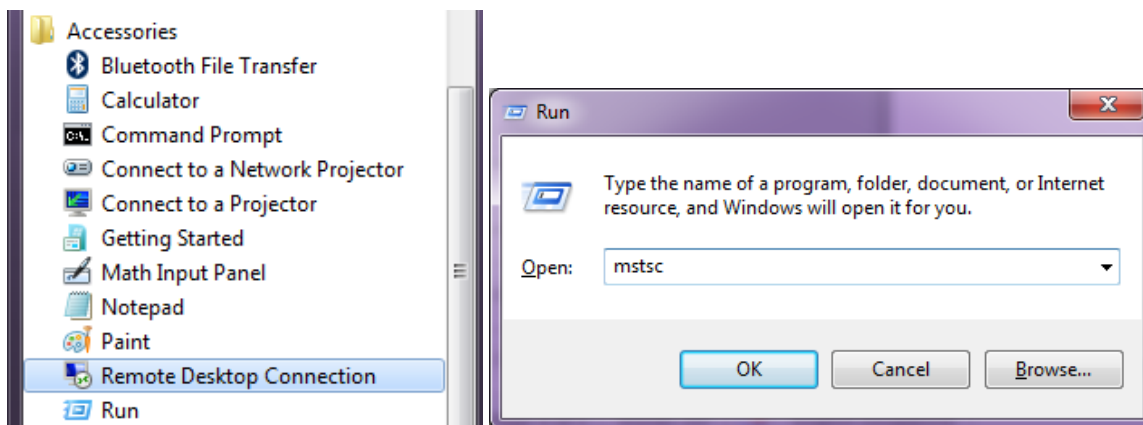 Accessories
Bluetooth File Transfer
Calculator
C:\.
Command Prompt
Connect to a Network Projector
Connect to a Projector
Getting Started
Math Input Panel
Notepad
Paint
Remote Desktop Connection
Run
Run
Type the name of a program, folder, document, or Internet
resource, and Windows will open it for you.
Open:
mstsc
OK
Cancel
Browse...